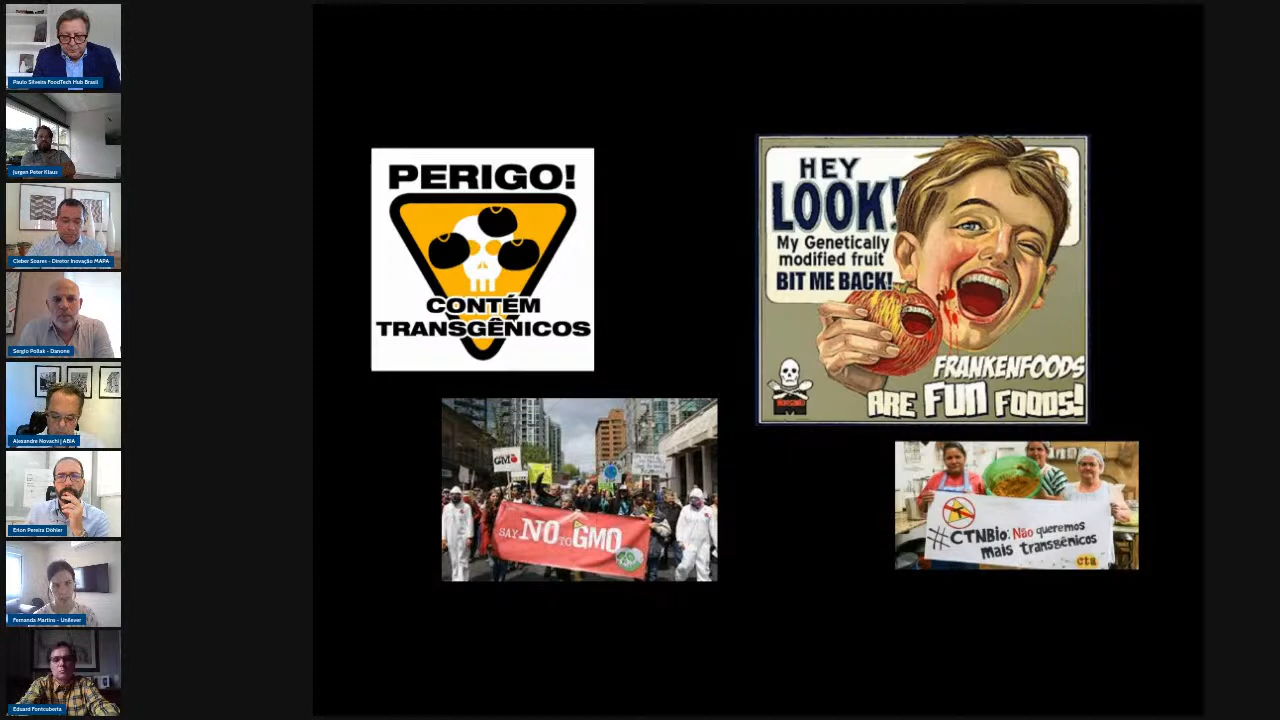 Paulo Silveira FoodTech Hub Brasil
Jurgen Peter Klaus
Cleber Soares - Diretor Inovação MAPA
Sergio Pollak - Danone
Alexandre Novachi | ABIA
Erlon Pereira Döhler
Fernanda Martins - Unilever
Eduard Fontcuberta
PERIGO!
CONTÉM
TRANSGÊNICOS
HEY
LOOK!
My Genetically
modified fruit
BIT ME BACK!
FRANKENFOODS
ARE FUN FOODS!
GMO
SAY NO TO GMO
#CTNBio: Não queremos
mais transgênicos
cta